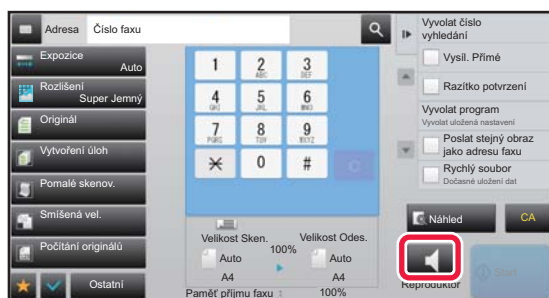 Adresa
Číslo faxu
Vyvolat číslo
vyhledání
Expozice
Auto
Rozlišení
Super Jemný
Originál
Vytvoření úloh
Pomalé skenov.
Smíšená vel.
Počítání originálů
Ostatní
1
2
ABC
3
DEF
4
GHI
5
JKL
6
MNO
7
PQRS
8
TUV
9
WXYZ
0
#
Velikost Sken.
100%
Velikost Odes.
Auto
Auto
A4
A4
Paměť příjmu faxu :
100%
Vysíl. Přímé
Razítko potvrzení
Vyvolat program
Vyvolat uložená nastavení
Poslat stejný obraz
jako adresu faxu
Rychlý soubor
Dočasné uložení dat
Náhled
CA
Reproduktor
Start